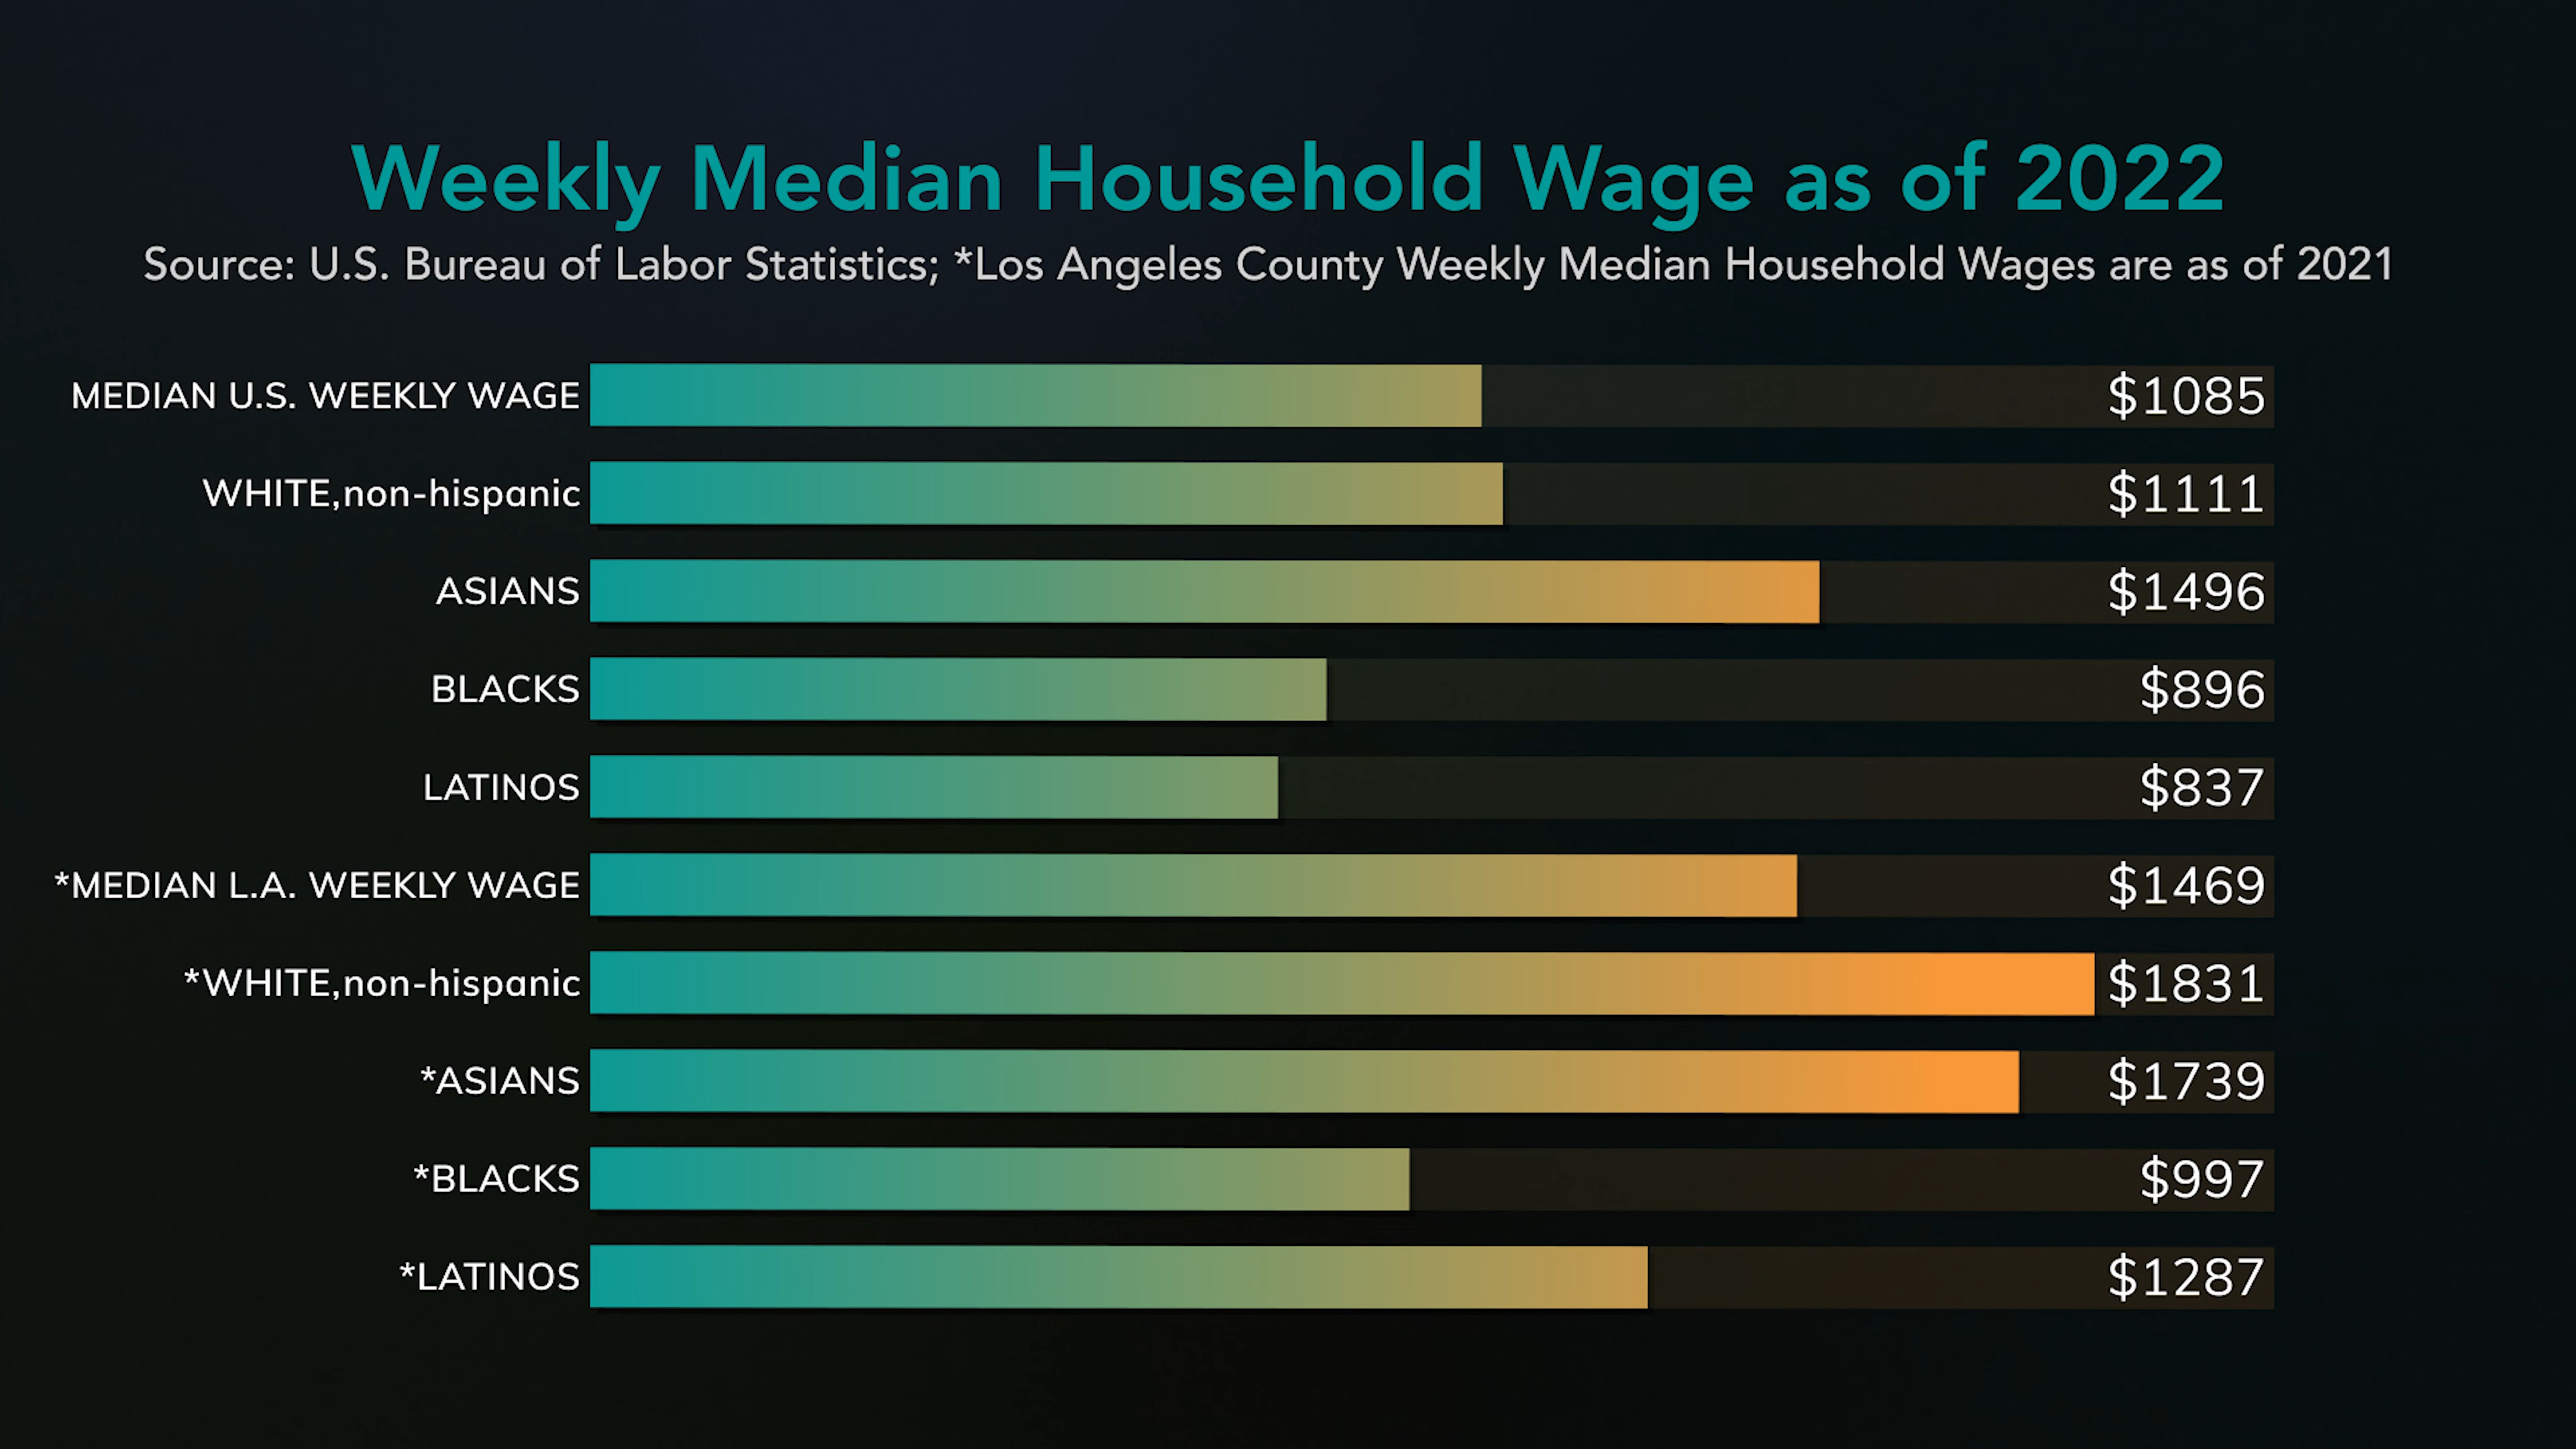 Weekly Median Household Wage as of 2022
Source: U.S. Bureau of Labor Statistics; *Los Angeles County Weekly Median Household Wages are as of 2021
MEDIAN U.S. WEEKLY WAGE $1085
WHITE,non-hispanic $1111
ASIANS $1496
BLACKS $896
LATINOS $837
*MEDIAN L.A. WEEKLY WAGE $1469
*WHITE,non-hispanic $1831
*ASIANS $1739
*BLACKS $997
*LATINOS $1287